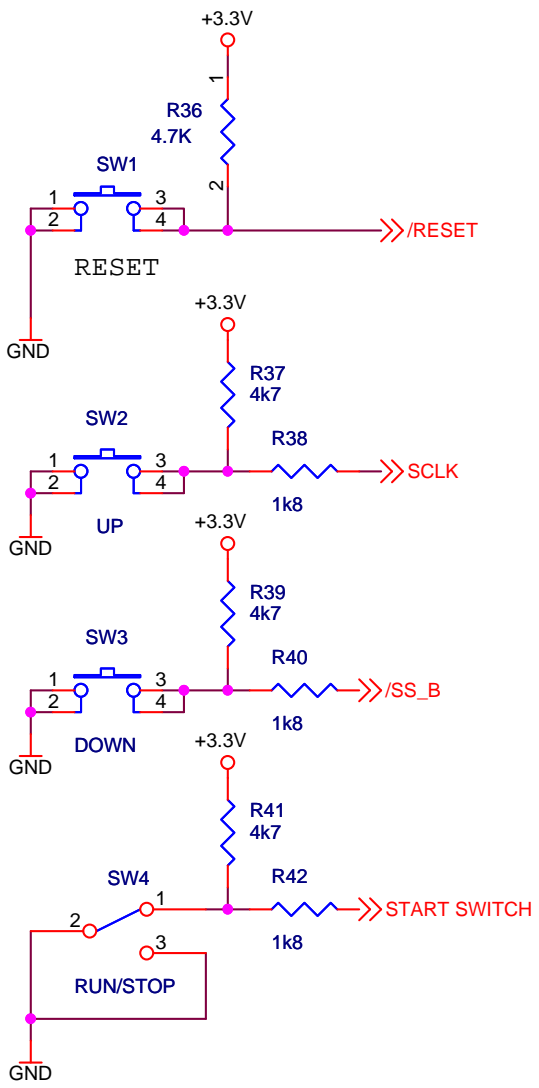 +3.3V
1
R36
4.7K
2
SW1
1
3
2
4
/RESET
RESET
GND
+3.3V
R37
4k7
SW2
R38
1
3
2
4
SCLK
1k8
UP
GND
+3.3V
R39
4k7
SW3
R40
1
3
2
4
/SS_B
1k8
DOWN
GND
+3.3V
R41
4k7
SW4
R42
1
START SWITCH
2
3
1k8
RUN/STOP
GND